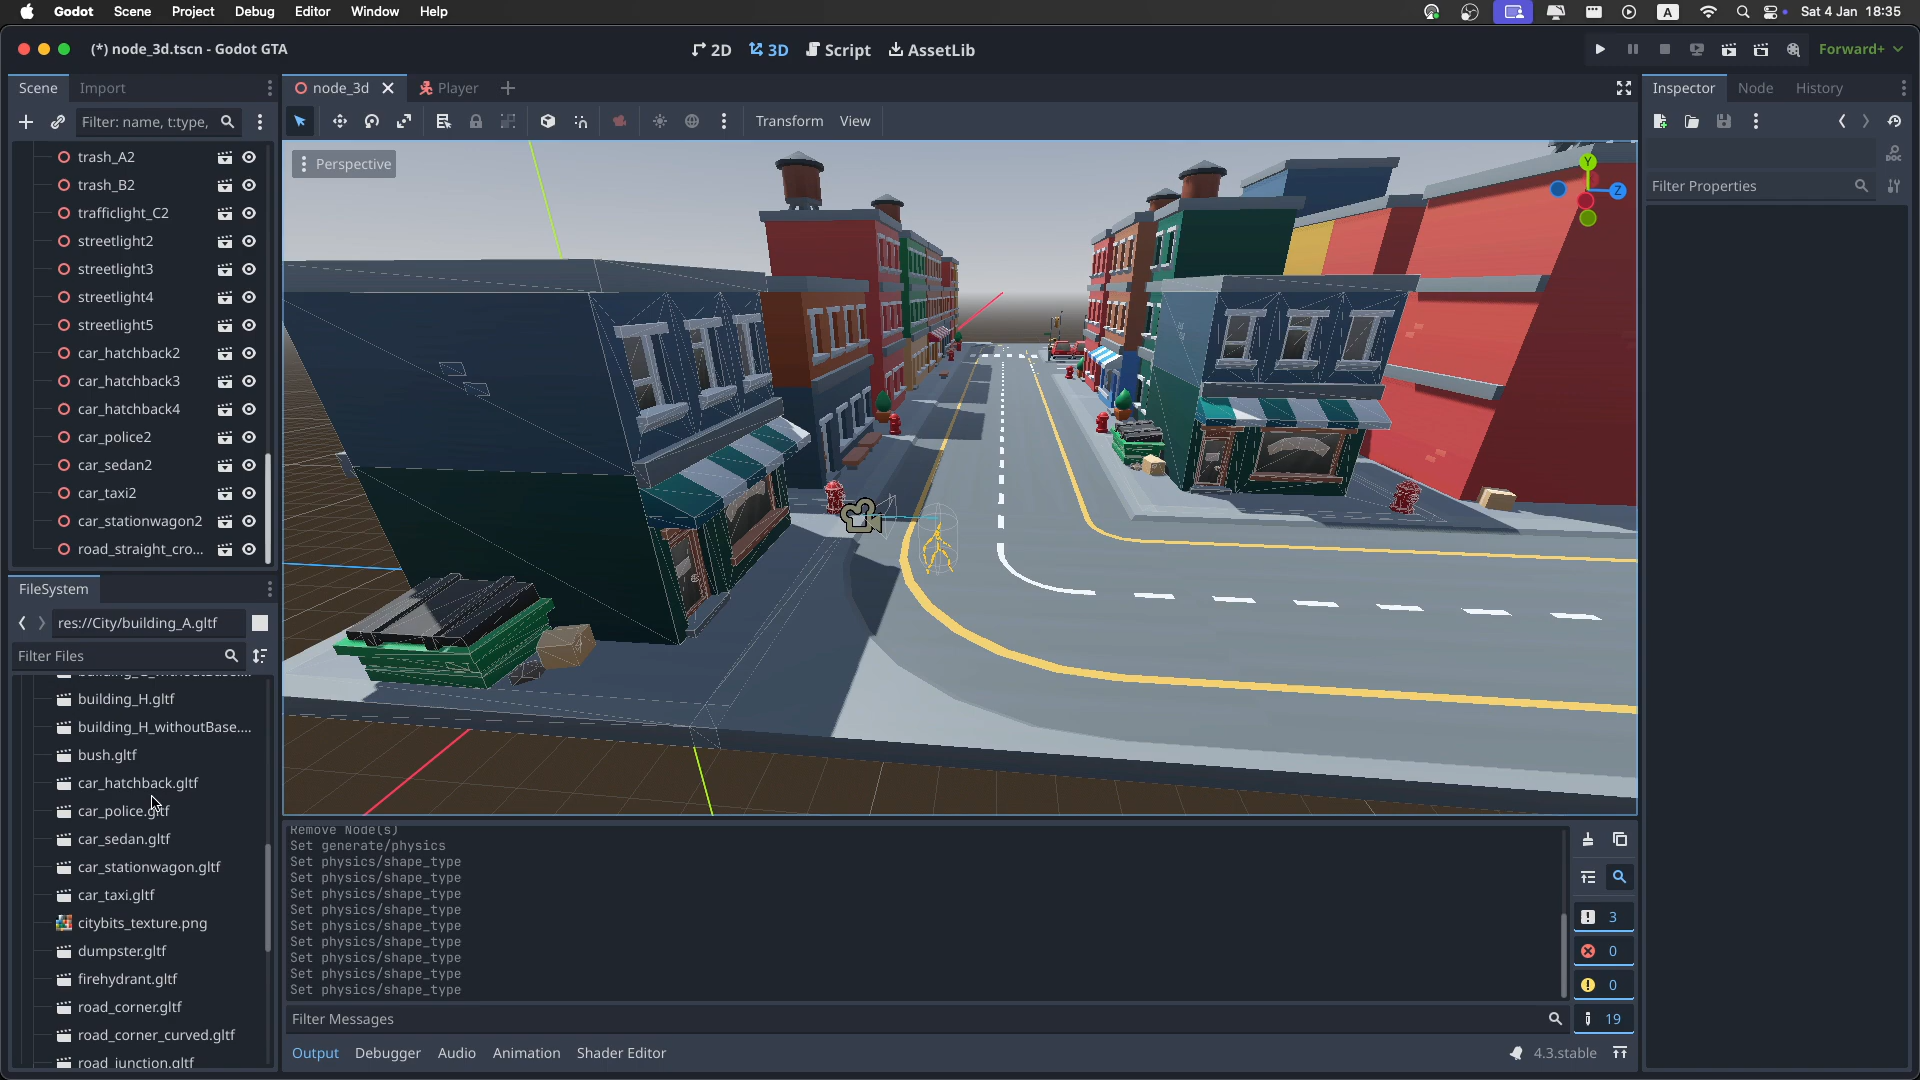 Godot Scene Project Debug Editor Window Help
A Sat 4 Jan 18:35
(*) node_3d.tscn - Godot GTA
2D 3D Script AssetLib
Forward+
Scene Import
node_3d Player
Inspector Node History
Filter: name, t:type,
Transform View
Perspective
Y
Z
DOC
Filter Properties
trash_A2
trash_B2
trafficlight_C2
streetlight2
streetlight3
streetlight4
streetlight5
car_hatchback2
car_hatchback3
car_hatchback4
car_police2
car_sedan2
car_taxi2
car_stationwagon2
road_straight_cro...
FileSystem
res://City/building_A.gltf
Filter Files
building_H.gltf
building_H_withoutBase....
bush.gltf
car_hatchback.gltf
car_police.gltf
car_sedan.gltf
car_stationwagon.gltf
car_taxi.gltf
citybits_texture.png
dumpster.gltf
firehydrant.gltf
road_corner.gltf
road_corner_curved.gltf
road_junction.gltf
Remove Node(s)
Set generate/physics
Set physics/shape_type
Set physics/shape_type
Set physics/shape_type
Set physics/shape_type
Set physics/shape_type
Set physics/shape_type
Set physics/shape_type
Set physics/shape_type
Set physics/shape_type
3
0
0
19
Filter Messages
Output Debugger Audio Animation Shader Editor
4.3.stable